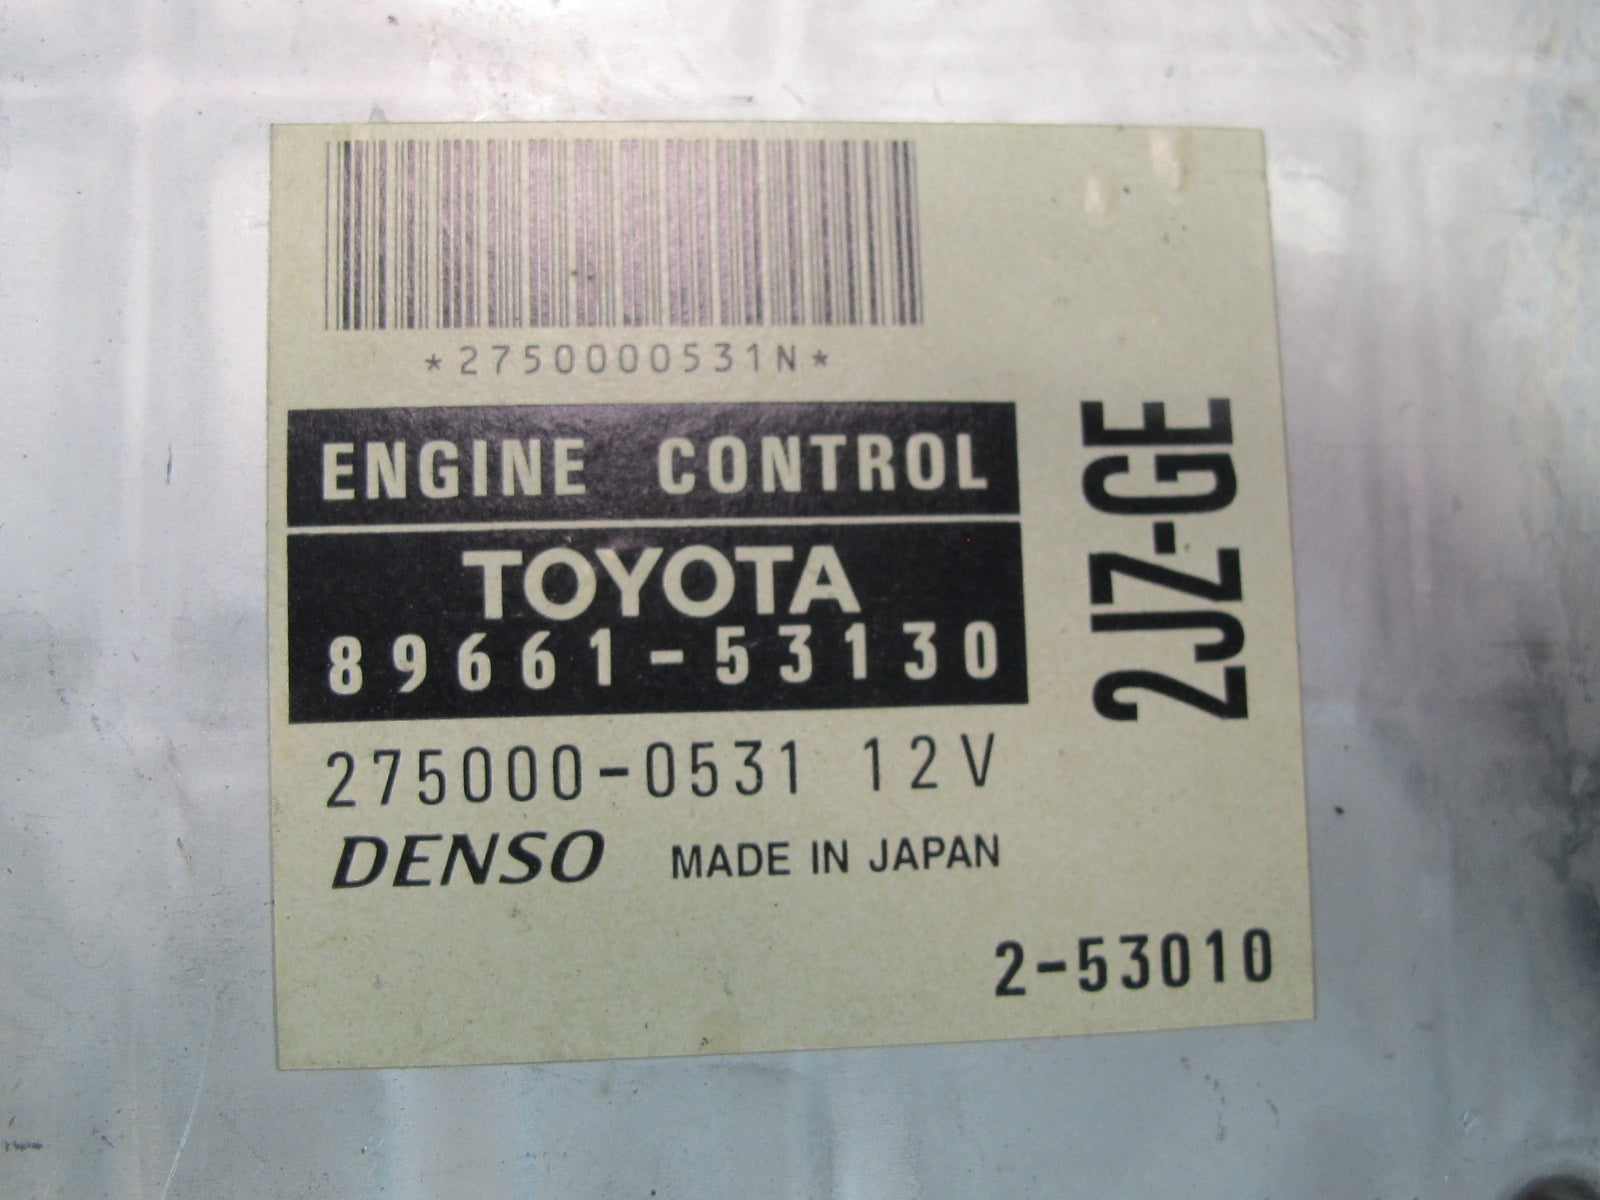 *2750000531N*
ENGINE CONTROL
TOYOTA
89661-53130
275000-0531 12V
DENSO MADE IN JAPAN
2-53010
2JZ-GE